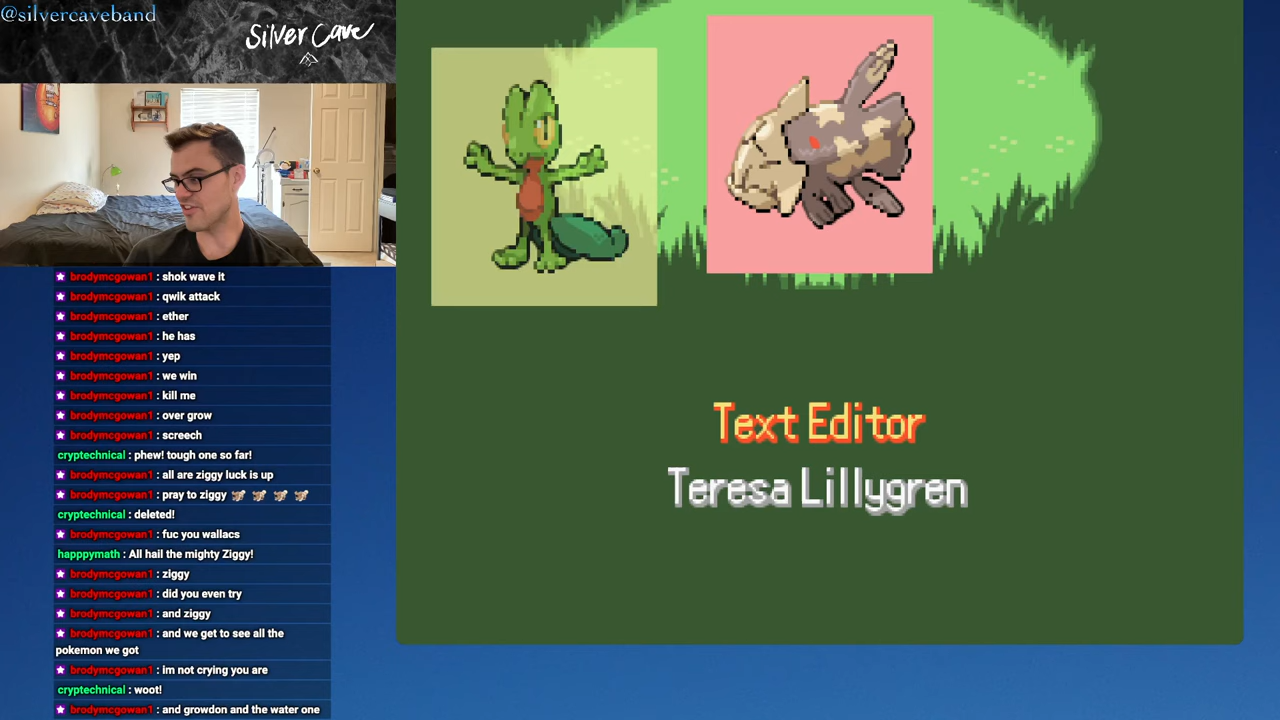 @silvercaveband
Silver Cave
brodymcgowan1 : shok wave it
brodymcgowan1 : qwik attack
brodymcgowan1 : ether
brodymcgowan1 : he has
brodymcgowan1 : yep
brodymcgowan1 : we win
brodymcgowan1 : kill me
brodymcgowan1 : over grow
brodymcgowan1 : screech
cryptechnical : phew! tough one so far!
brodymcgowan1 : all are ziggy luck is up
brodymcgowan1 : pray to ziggy
cryptechnical : deleted!
brodymcgowan1 : fuc you wallacs
happpymath : All hail the mighty Ziggy!
brodymcgowan1 : ziggy
brodymcgowan1 : did you even try
brodymcgowan1 : and ziggy
brodymcgowan1 : and we get to see all the
pokemon we got
brodymcgowan1 : im not crying you are
cryptechnical : woot!
brodymcgowan1 : and growdon and the water one
Text Editor
Teresa Lillygren